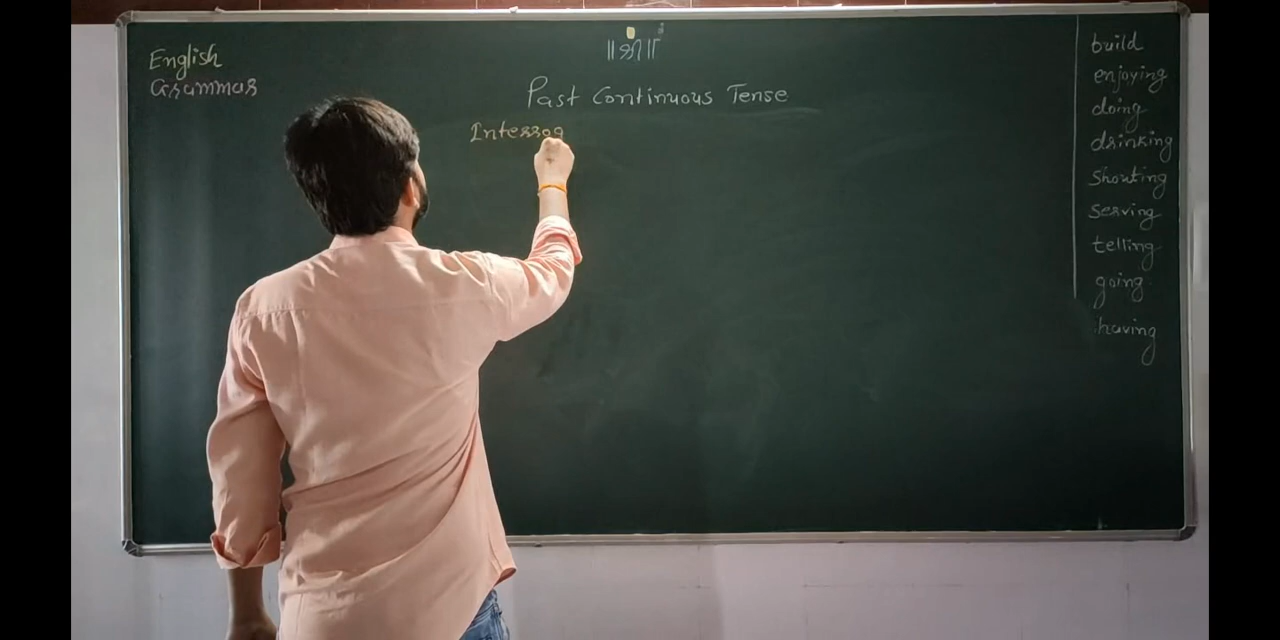 ॥श्री॥
English
Grammar
Past Continuous Tense
Interrog
build
enjoying
doing
drinking
shouting
serving
telling
going
having